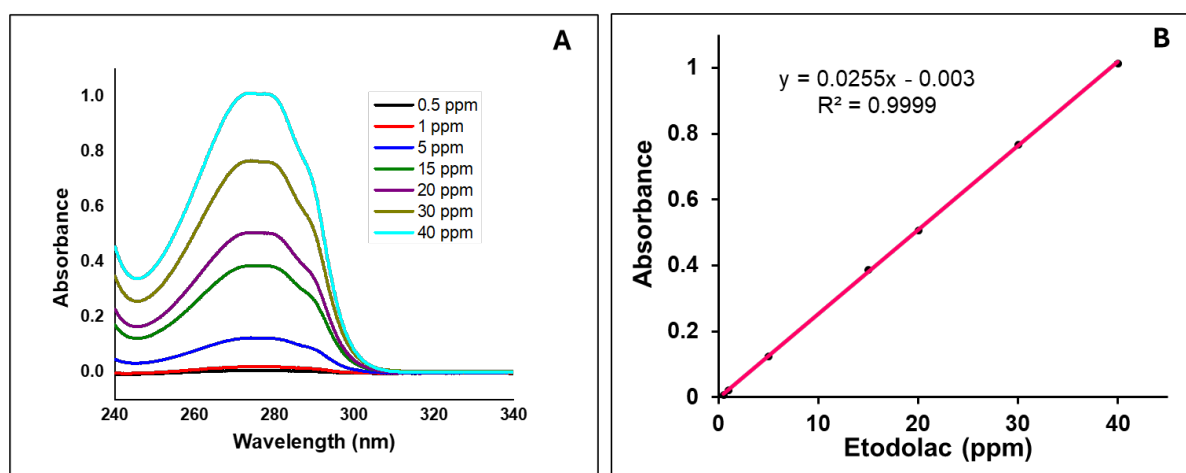 A
Absorbance
1.0
0.8
0.6
0.4
0.2
0.0
0.5 ppm
1 ppm
5 ppm
15 ppm
20 ppm
30 ppm
40 ppm
240 260 280 300 320 340
Wavelength (nm)
B
Absorbance
1
0.8
0.6
0.4
0.2
0
y = 0.0255x - 0.003
R² = 0.9999
0 10 20 30 40
Etodolac (ppm)